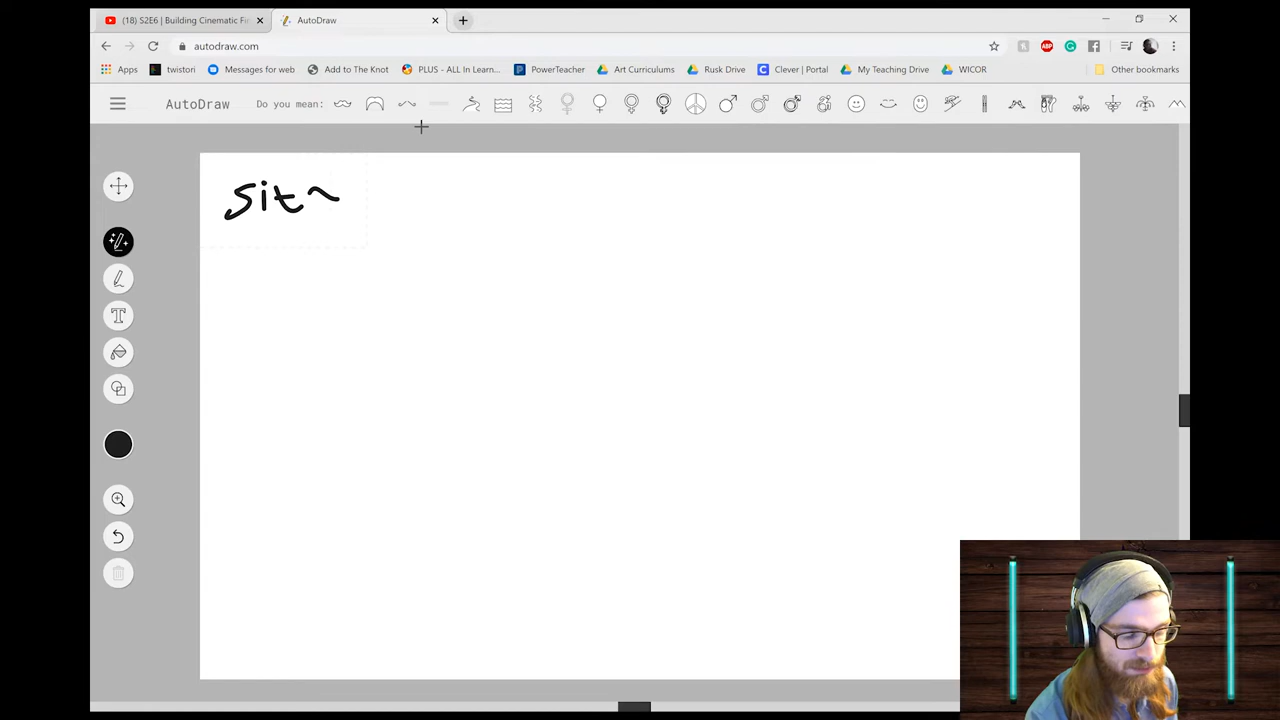 (18) S2E6 | Building Cinematic Fi
AutoDraw
autodraw.com
Apps
twistori
Messages for web
Add to The Knot
PLUS - ALL In Learn...
PowerTeacher
Art Curriculums
Rusk Drive
Clever | Portal
My Teaching Drive
WICOR
Other bookmarks
AutoDraw
Do you mean:
sit~